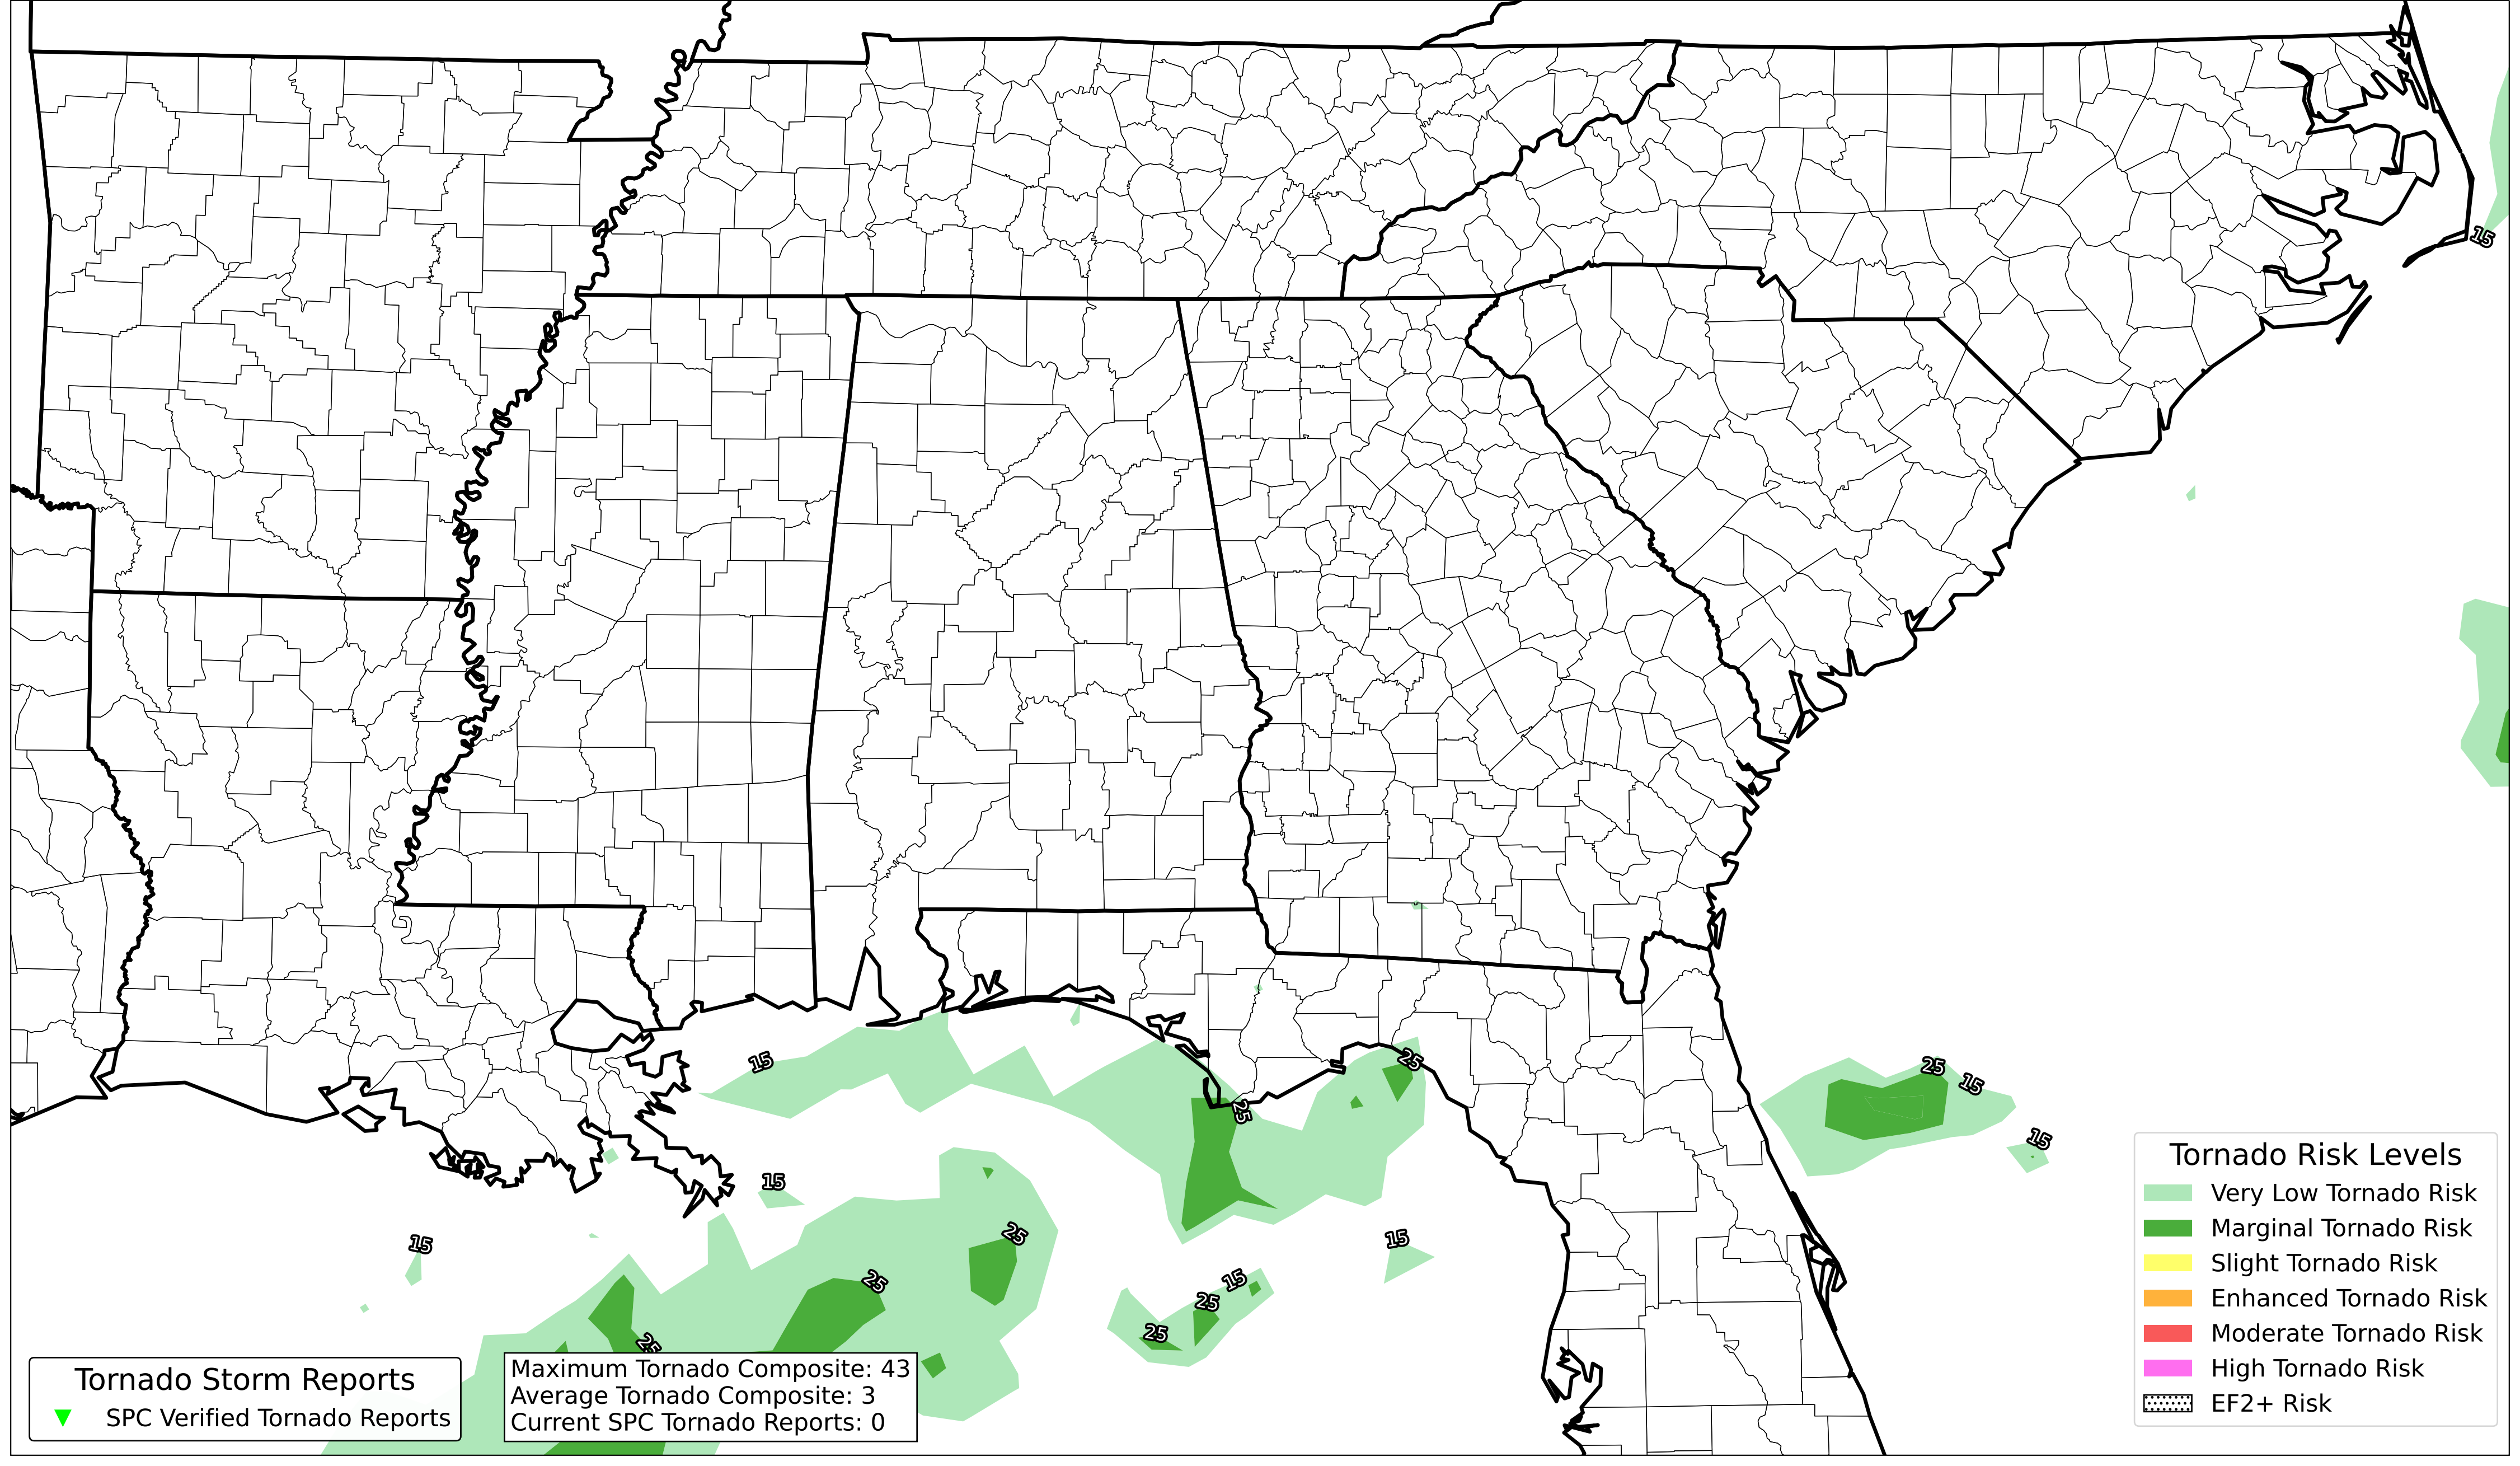 15
15
25
25
25
15
15
15
15
25
15
15
25
25
25
25
Tornado Storm Reports
SPC Verified Tornado Reports
Maximum Tornado Composite: 43
Average Tornado Composite: 3
Current SPC Tornado Reports: 0
Tornado Risk Levels
Very Low Tornado Risk
Marginal Tornado Risk
Slight Tornado Risk
Enhanced Tornado Risk
Moderate Tornado Risk
High Tornado Risk
EF2+ Risk